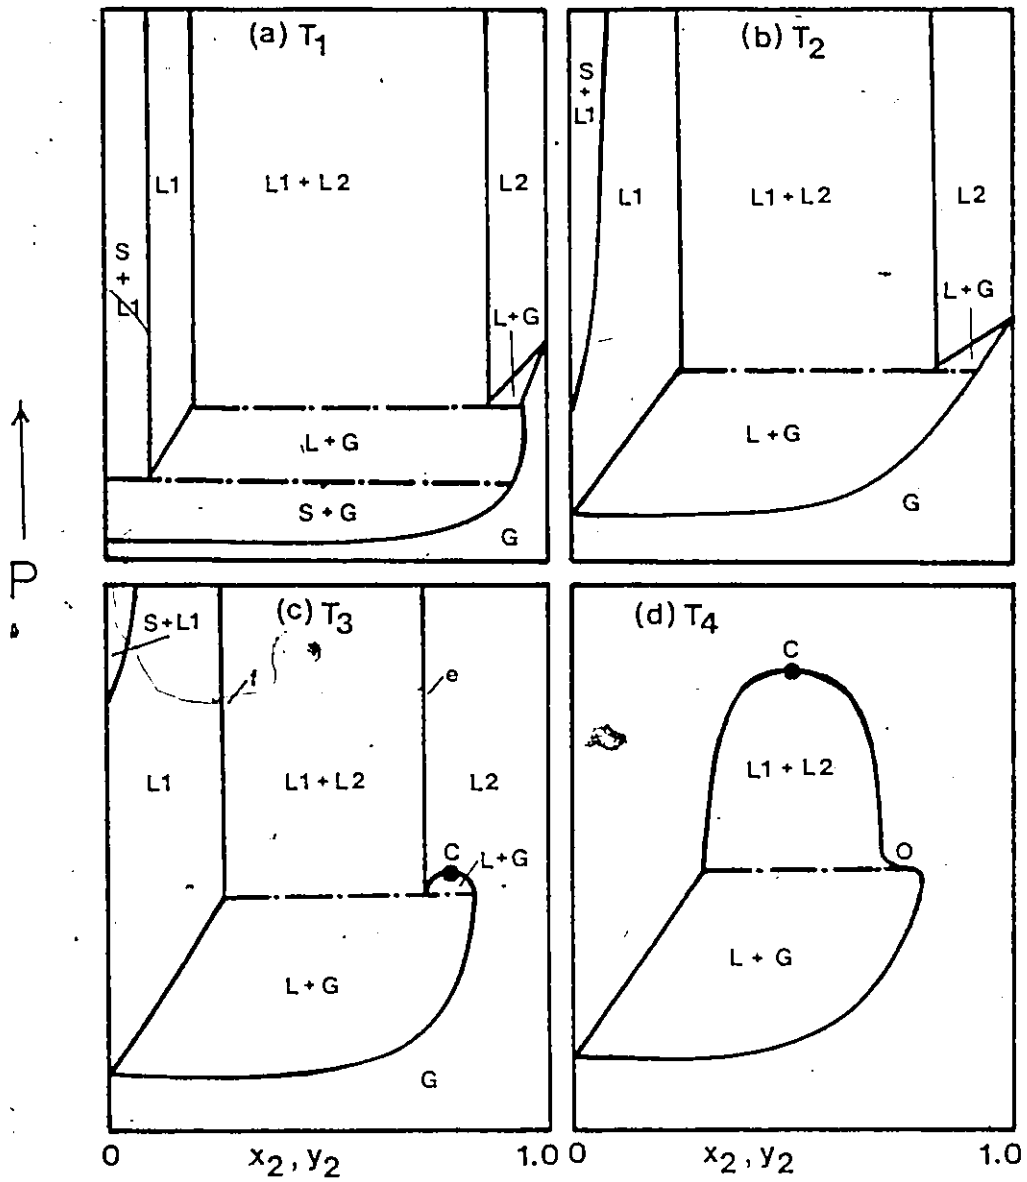 (a) T1
S
+
L1
L1
L1 + L2
L2
L+G
L + G
S + G
G
(b) T2
S
+
L1
L1
L1+L2
L2
L+G
L + G
G
P
(c) T3
S+L1
f
e
L1
L1 + L2
L2
C
L+G
L + G
G
(d) T4
C
L1 + L2
O
L + G
0
x2, y2
1.0
0
x2, y2
1.0